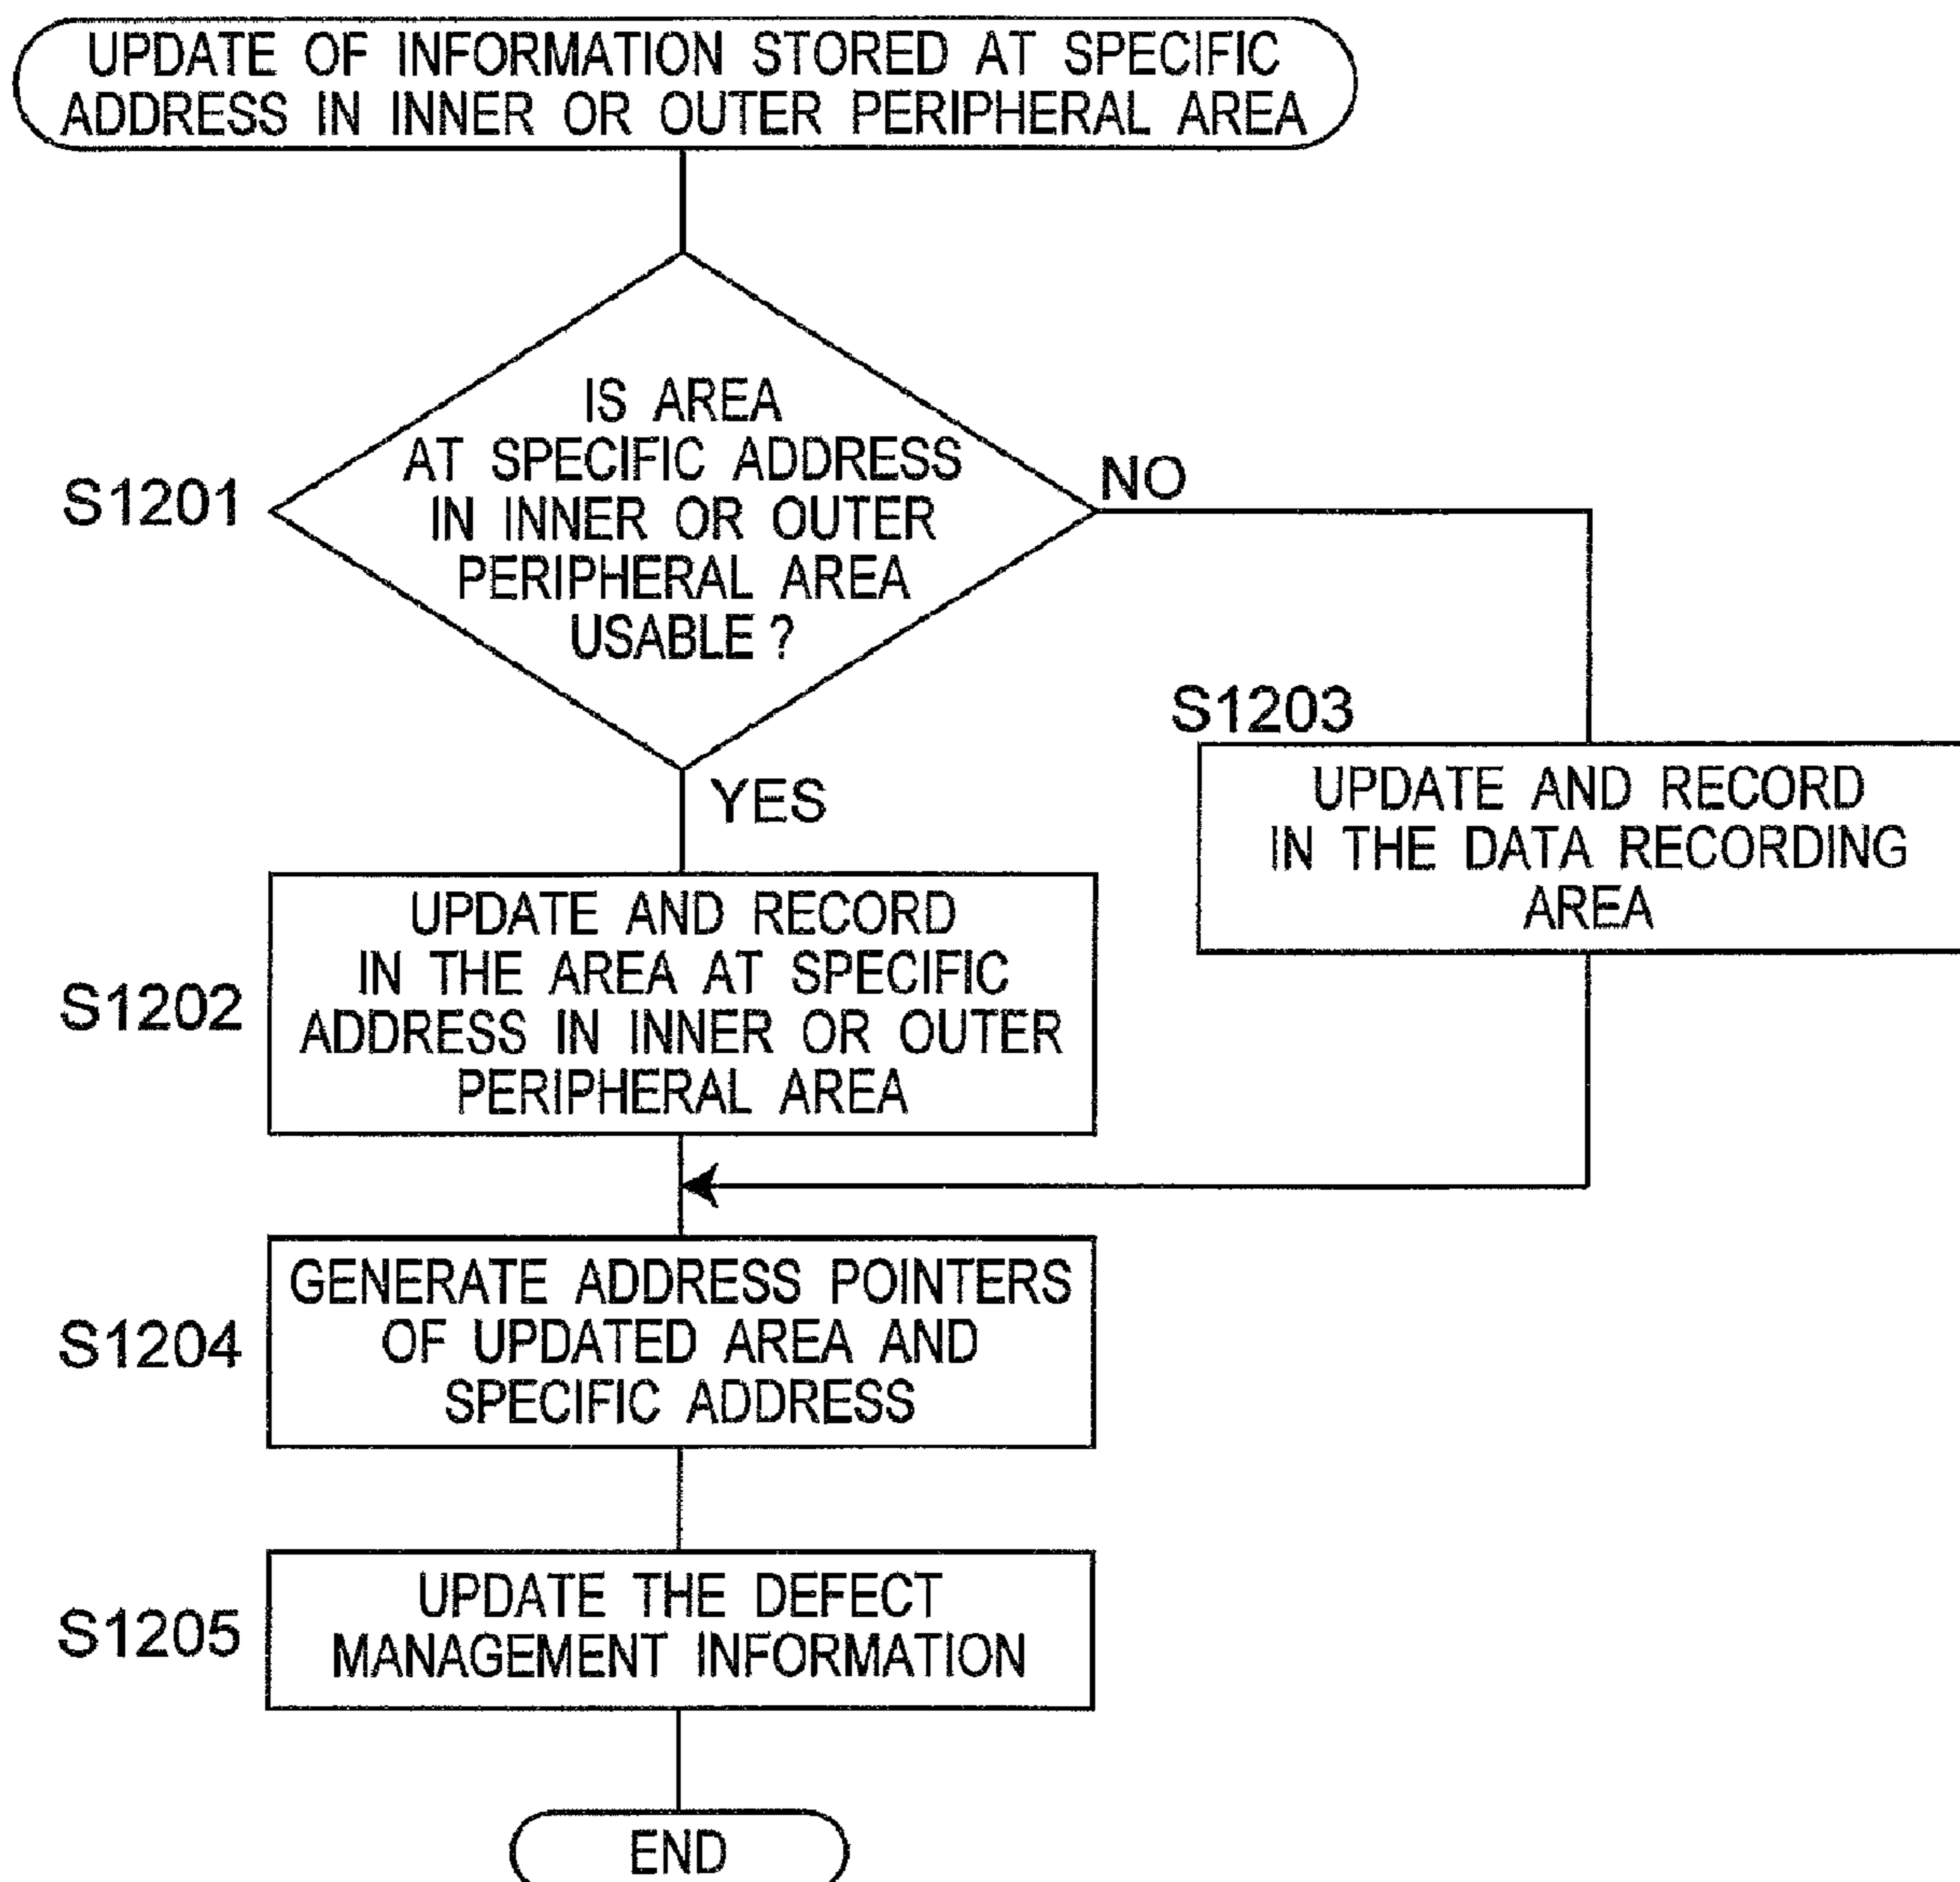 UPDATE OF INFORMATION STORED AT SPECIFIC
ADDRESS IN INNER OR OUTER PERIPHERAL AREA
S1201
IS AREA
AT SPECIFIC ADDRESS
IN INNER OR OUTER
PERIPHERAL AREA
USABLE ?
NO
YES
S1203
UPDATE AND RECORD
IN THE DATA RECORDING
AREA
S1202
UPDATE AND RECORD
IN THE AREA AT SPECIFIC
ADDRESS IN INNER OR OUTER
PERIPHERAL AREA
S1204
GENERATE ADDRESS POINTERS
OF UPDATED AREA AND
SPECIFIC ADDRESS
S1205
UPDATE THE DEFECT
MANAGEMENT INFORMATION
END